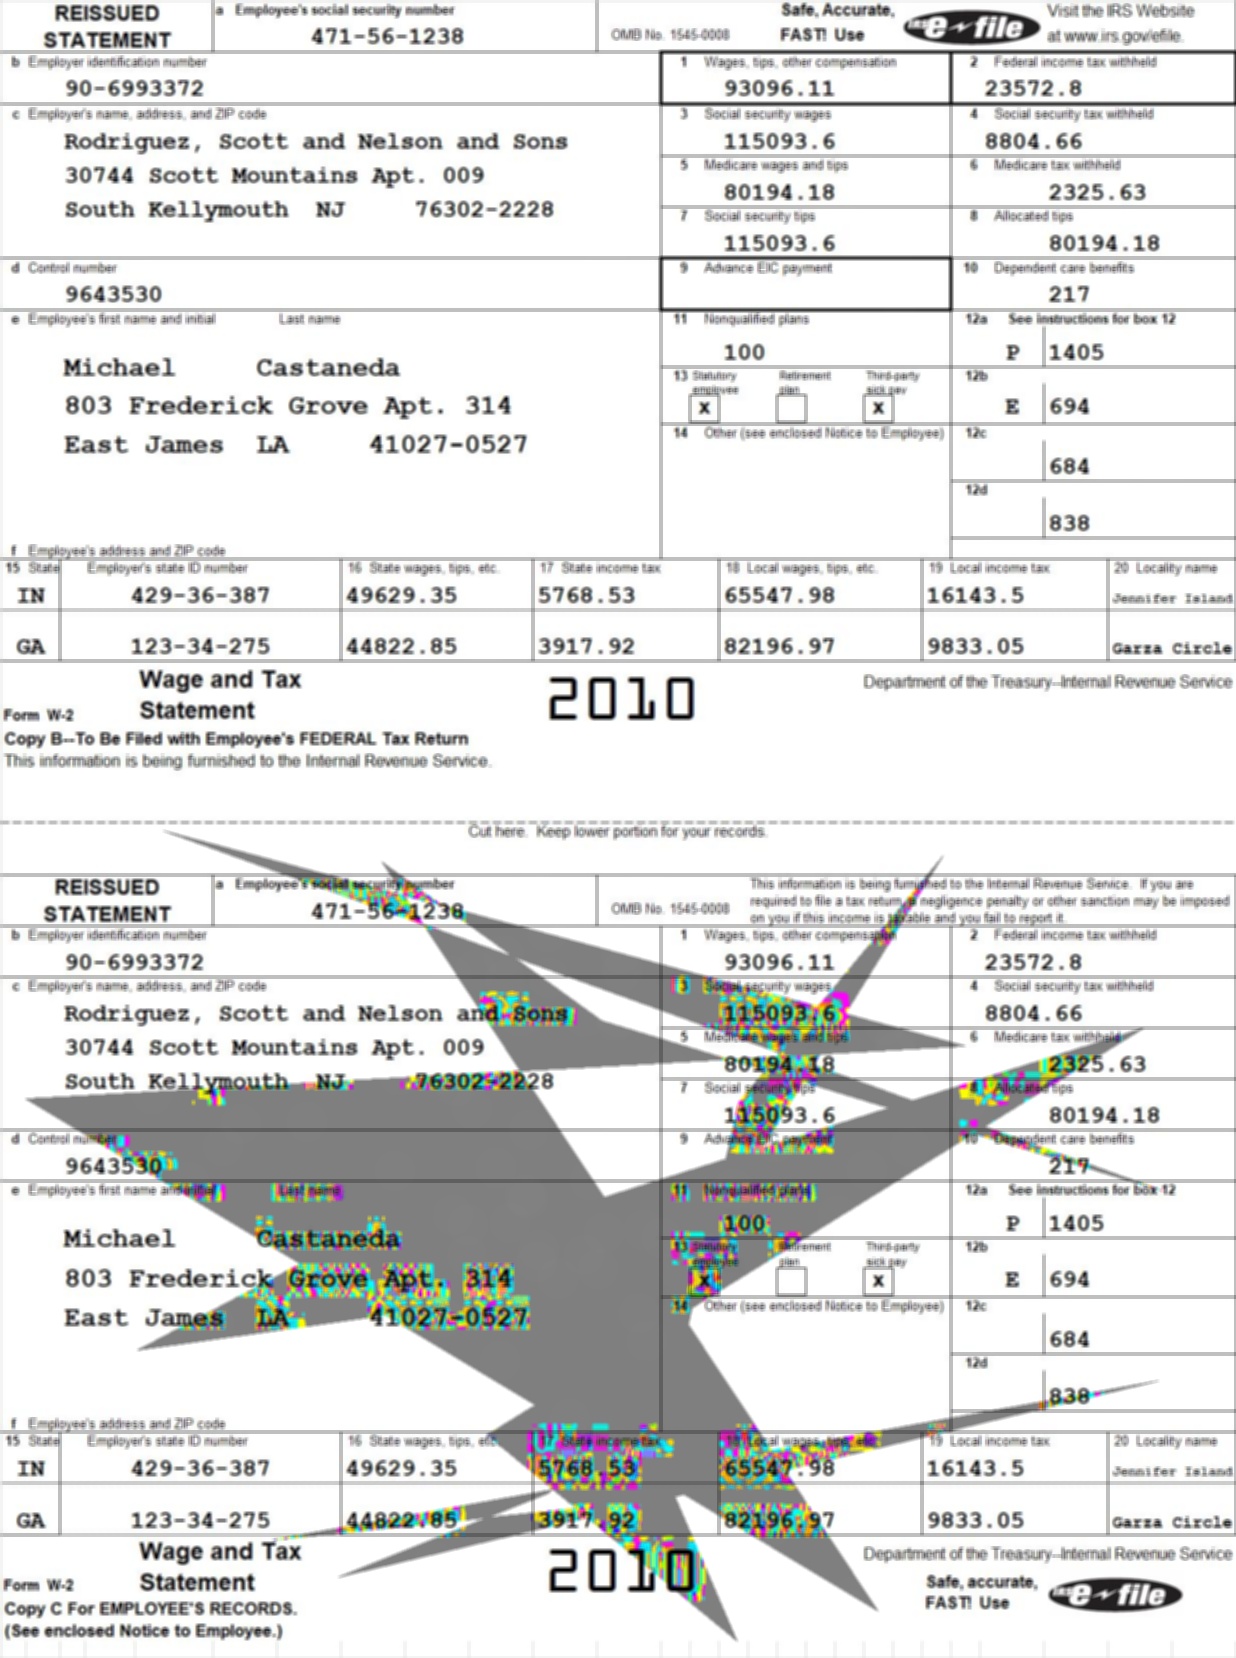 REISSUED STATEMENT
a Employee's social security number
471-56-1238
OMB No. 1545-0008
Safe, Accurate, FAST! Use
IRS e-file
Visit the IRS Website at www.irs.gov/efile.
b Employer identification number
90-6993372
1 Wages, tips, other compensation
93096.11
2 Federal income tax withheld
23572.8
c Employer's name, address, and ZIP code
Rodriguez, Scott and Nelson and Sons
30744 Scott Mountains Apt. 009
South Kellymouth NJ 76302-2228
3 Social security wages
115093.6
4 Social security tax withheld
8804.66
5 Medicare wages and tips
80194.18
6 Medicare tax withheld
2325.63
7 Social security tips
115093.6
8 Allocated tips
80194.18
d Control number
9643530
9 Advance EIC payment
10 Dependent care benefits
217
e Employee's first name and initial Last name
Michael Castaneda
803 Frederick Grove Apt. 314
East James LA 41027-0527
11 Nonqualified plans
100
12a See instructions for box 12
P 1405
13 Statutory employee Retirement plan Third-party sick pay
X X
12b
E 694
14 Other (see enclosed Notice to Employee)
12c
684
12d
838
f Employee's address and ZIP code
15 State Employer's state ID number 16 State wages, tips, etc. 17 State income tax 18 Local wages, tips, etc. 19 Local income tax 20 Locality name
IN 429-36-387 49629.35 5768.53 65547.98 16143.5 Jennifer Island
GA 123-34-275 44822.85 3917.92 82196.97 9833.05 Garza Circle
Form W-2 Wage and Tax Statement
2010
Department of the Treasury--Internal Revenue Service
Copy B--To Be Filed with Employee's FEDERAL Tax Return
This information is being furnished to the Internal Revenue Service.
Cut here. Keep lower portion for your records.
REISSUED STATEMENT
a Employee's social security number
471-56-1238
OMB No. 1545-0008
This information is being furnished to the Internal Revenue Service. If you are
required to file a tax return, a negligence penalty or other sanction may be imposed
on you if this income is taxable and you fail to report it.
b Employer identification number
90-6993372
1 Wages, tips, other compensation
93096.11
2 Federal income tax withheld
23572.8
c Employer's name, address, and ZIP code
Rodriguez, Scott and Nelson and Sons
30744 Scott Mountains Apt. 009
South Kellymouth NJ 76302-2228
3 Social security wages
115093.6
4 Social security tax withheld
8804.66
5 Medicare wages and tips
80194.18
6 Medicare tax withheld
2325.63
7 Social security tips
115093.6
8 Allocated tips
80194.18
d Control number
9643530
9 Advance EIC payment
10 Dependent care benefits
217
e Employee's first name and initial Last name
Michael Castaneda
803 Frederick Grove Apt. 314
East James LA 41027-0527
11 Nonqualified plans
100
12a See instructions for box 12
P 1405
13 Statutory employee Retirement plan Third-party sick pay
X X
12b
E 694
14 Other (see enclosed Notice to Employee)
12c
684
12d
838
f Employee's address and ZIP code
15 State Employer's state ID number 16 State wages, tips, etc. 17 State income tax 18 Local wages, tips, etc. 19 Local income tax 20 Locality name
IN 429-36-387 49629.35 5768.53 65547.98 16143.5 Jennifer Island
GA 123-34-275 44822.85 3917.92 82196.97 9833.05 Garza Circle
Form W-2 Wage and Tax Statement
2010
Department of the Treasury--Internal Revenue Service
Safe, accurate, FAST! Use
IRS e-file
Copy C For EMPLOYEE'S RECORDS.
(See enclosed Notice to Employee.)